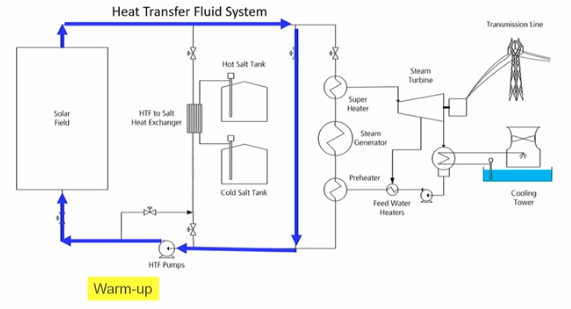 Heat Transfer Fluid System
Transmission Line
Hot Salt Tank
Steam
Turbine
Solar
Field
HTF to Salt
Heat Exchanger
Super
Heater
Steam
Generator
Cold Salt Tank
Preheater
Feed Water
Heaters
Cooling
Tower
HTF Pumps
Warm-up